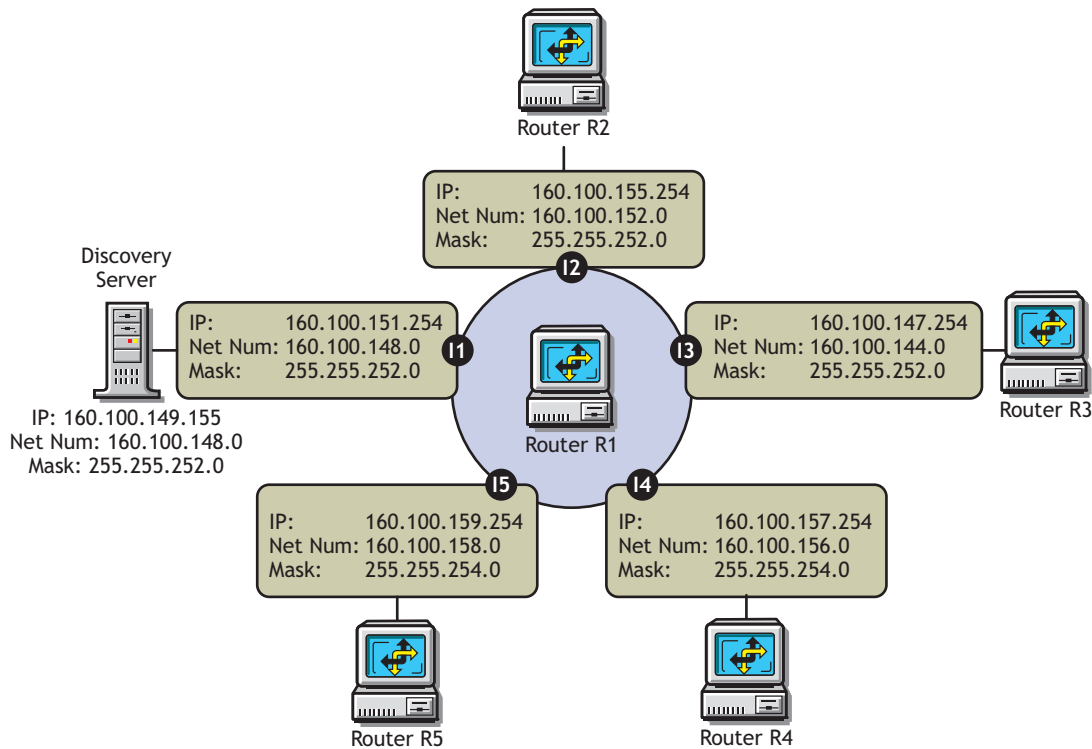 Router R2
IP: 160.100.155.254
Net Num: 160.100.152.0
Mask: 255.255.252.0
I2
Discovery
Server
IP: 160.100.151.254
Net Num: 160.100.148.0
Mask: 255.255.252.0
I1
I3
IP: 160.100.147.254
Net Num: 160.100.144.0
Mask: 255.255.252.0
Router R3
IP: 160.100.149.155
Net Num: 160.100.148.0
Mask: 255.255.252.0
Router R1
I5
I4
IP: 160.100.159.254
Net Num: 160.100.158.0
Mask: 255.255.254.0
IP: 160.100.157.254
Net Num: 160.100.156.0
Mask: 255.255.254.0
Router R5
Router R4